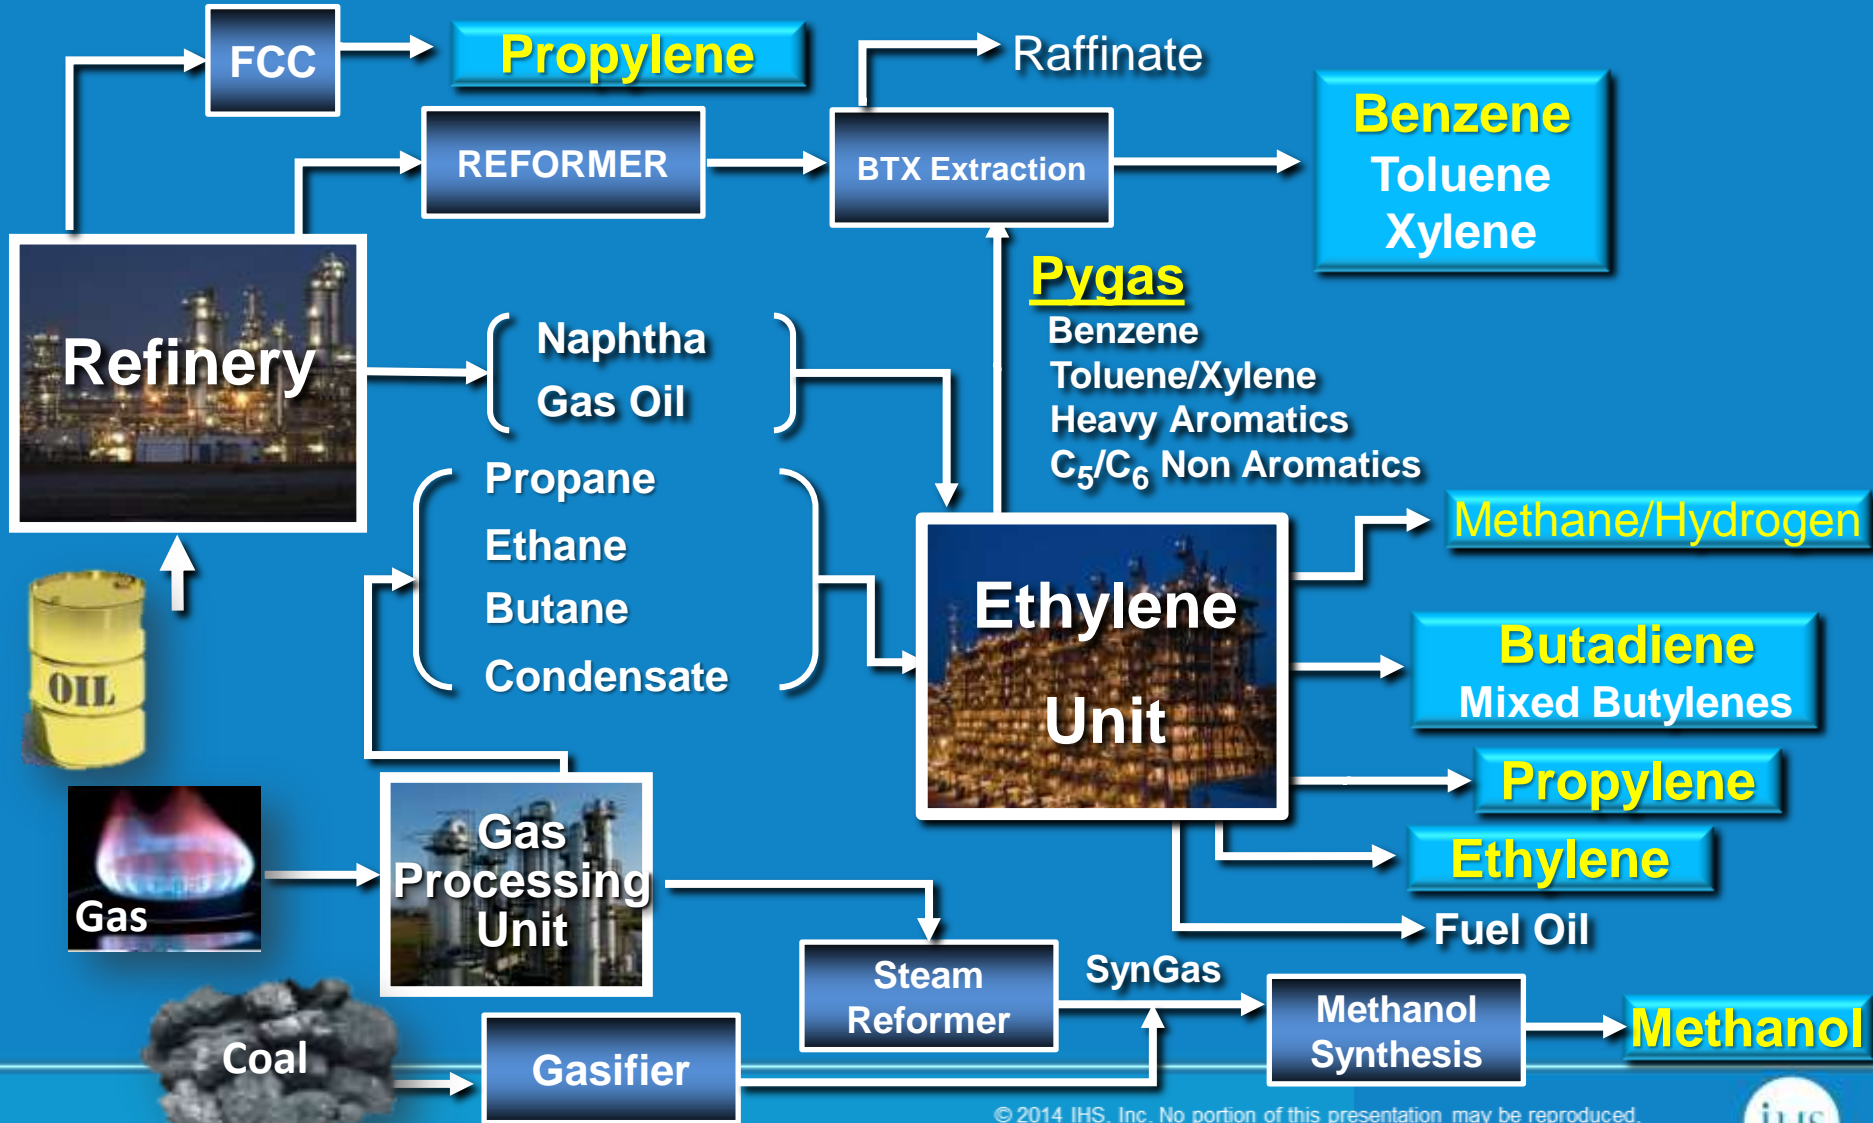 FCC
Propylene
Raffinate
REFORMER
BTX Extraction
Benzene
Toluene
Xylene
Refinery
Naphtha
Gas Oil
Pygas
Benzene
Toluene/Xylene
Heavy Aromatics
C5/C6 Non Aromatics
Propane
Ethane
Butane
Condensate
Methane/Hydrogen
Ethylene
Unit
Butadiene
Mixed Butylenes
Propylene
Ethylene
Fuel Oil
OIL
Gas
Gas
Processing
Unit
Steam
Reformer
SynGas
Methanol
Synthesis
Methanol
Coal
Gasifier
© 2014 IHS, Inc. No portion of this presentation may be reproduced,